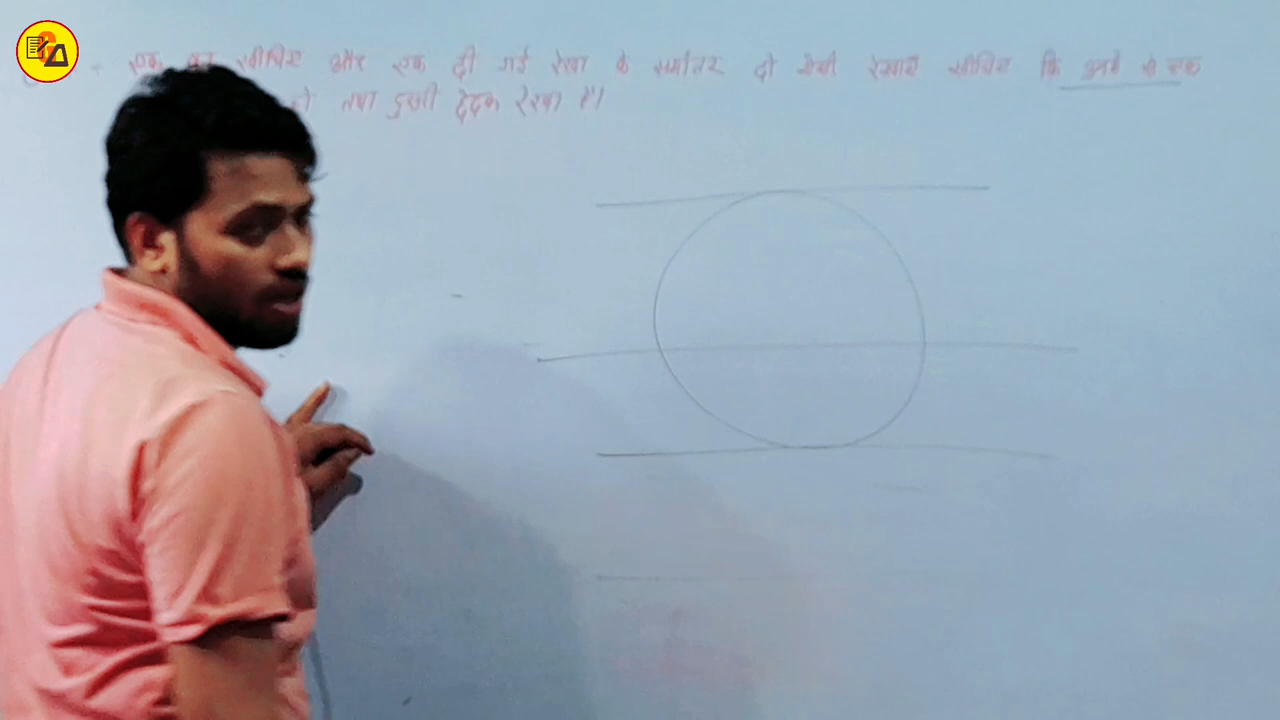 एक वृत्त खीचिए और एक दी गई रेखा के समांतर दो ऐसी रेखाएं खीचिए कि उनमें से एक
हो तथा दुसरी छेदक रेखा हैं।